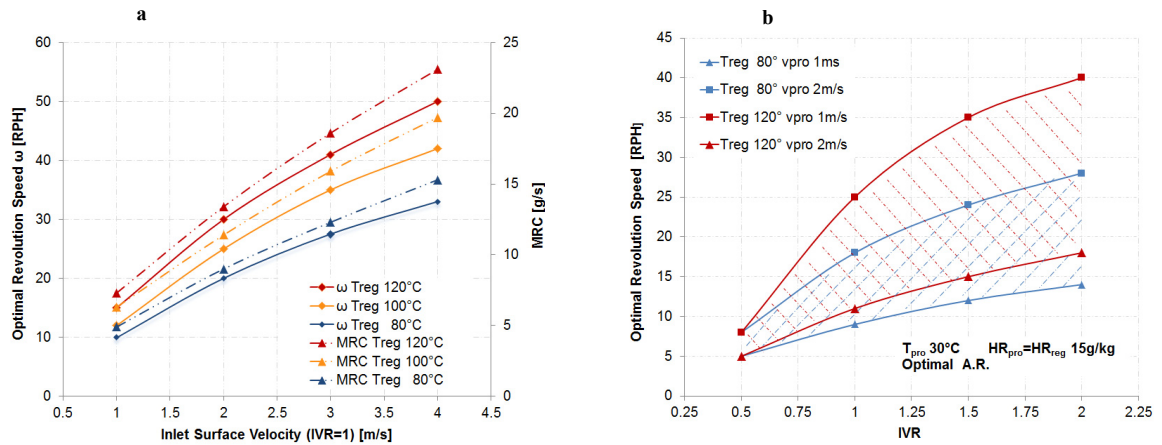 a
Optimal Revolution Speed ω [RPH]
60
50
40
30
20
10
0
25
20
15
10
5
0
MRC [g/s]
ω Treg 120°C
ω Treg 100°C
ω Treg 80°C
MRC Treg 120°C
MRC Treg 100°C
MRC Treg 80°C
0.5 1 1.5 2 2.5 3 3.5 4 4.5
Inlet Surface Velocity (IVR=1) [m/s]
b
Optimal Revolution Speed [RPH]
45
40
35
30
25
20
15
10
5
0
Treg 80° vpro 1ms
Treg 80° vpro 2m/s
Treg 120° vpro 1m/s
Treg 120° vpro 2m/s
Tpro 30°C HRpro=HRreg 15g/kg
Optimal A.R.
0.25 0.5 0.75 1 1.25 1.5 1.75 2 2.25
IVR